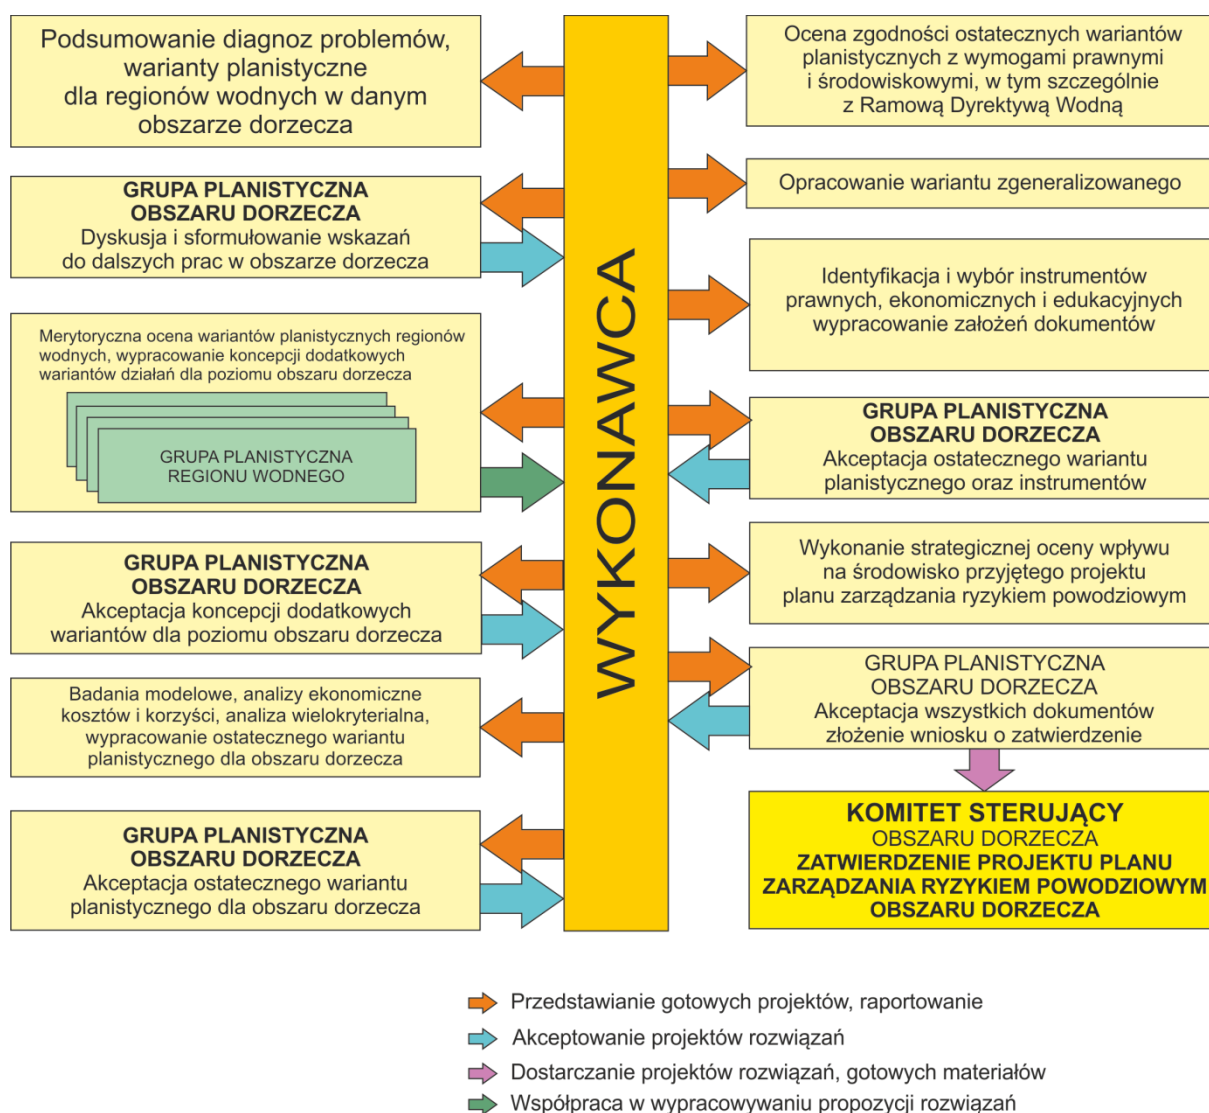 Podsumowanie diagnoz problemów,
warianty planistyczne
dla regionów wodnych w danym
obszarze dorzecza
GRUPA PLANISTYCZNA
OBSZARU DORZECZA
Dyskusja i sformułowanie wskazań
do dalszych prac w obszarze dorzecza
Merytoryczna ocena wariantów planistycznych regionów
wodnych, wypracowanie koncepcji dodatkowych
wariantów działań dla poziomu obszaru dorzecza
GRUPA PLANISTYCZNA
REGIONU WODNEGO
GRUPA PLANISTYCZNA
OBSZARU DORZECZA
Akceptacja koncepcji dodatkowych
wariantów dla poziomu obszaru dorzecza
Badania modelowe, analizy ekonomiczne
kosztów i korzyści, analiza wielokryterialna,
wypracowanie ostatecznego wariantu
planistycznego dla obszaru dorzecza
GRUPA PLANISTYCZNA
OBSZARU DORZECZA
Akceptacja ostatecznego wariantu
planistycznego dla obszaru dorzecza
WYKONAWCA
Ocena zgodności ostatecznych wariantów
planistycznych z wymogami prawnymi
i środowiskowymi, w tym szczególnie
z Ramową Dyrektywą Wodną
Opracowanie wariantu zgeneralizowanego
Identyfikacja i wybór instrumentów
prawnych, ekonomicznych i edukacyjnych
wypracowanie założeń dokumentów
GRUPA PLANISTYCZNA
OBSZARU DORZECZA
Akceptacja ostatecznego wariantu
planistycznego oraz instrumentów
Wykonanie strategicznej oceny wpływu
na środowisko przyjętego projektu
planu zarządzania ryzykiem powodziowym
GRUPA PLANISTYCZNA
OBSZARU DORZECZA
Akceptacja wszystkich dokumentów
złożenie wniosku o zatwierdzenie
KOMITET STERUJĄCY
OBSZARU DORZECZA
ZATWIERDZENIE PROJEKTU PLANU
ZARZĄDZANIA RYZYKIEM POWODZIOWYM
OBSZARU DORZECZA
Przedstawianie gotowych projektów, raportowanie
Akceptowanie projektów rozwiązań
Dostarczanie projektów rozwiązań, gotowych materiałów
Współpraca w wypracowywaniu propozycji rozwiązań